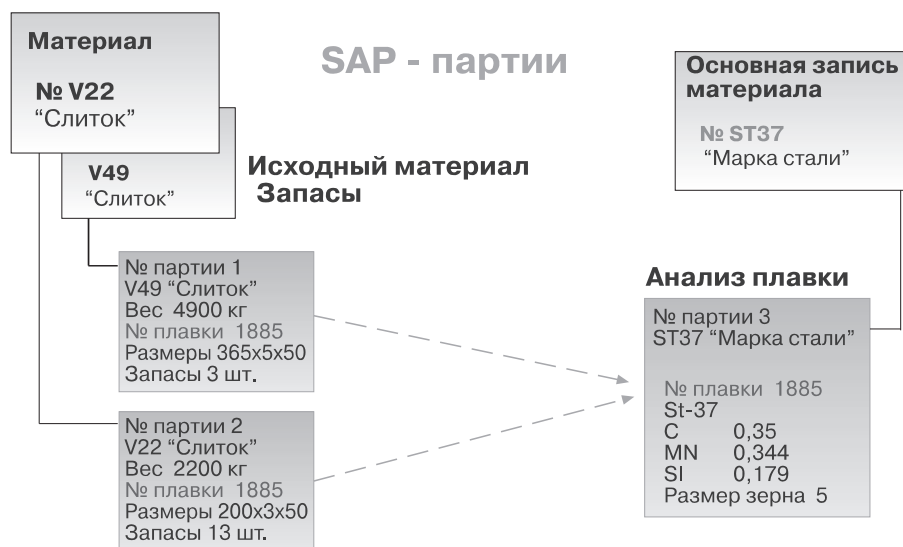 SAP - партии
Материал
№ V22
“Слиток”
V49
“Слиток”
Исходный материал
Запасы
№ партии 1
V49 “Слиток”
Вес 4900 кг
№ плавки 1885
Размеры 365x5x50
Запасы 3 шт.
№ партии 2
V22 “Слиток”
Вес 2200 кг
№ плавки 1885
Размеры 200x3x50
Запасы 13 шт.
Основная запись
материала
№ ST37
“Марка стали”
Анализ плавки
№ партии 3
ST37 “Марка стали”
№ плавки 1885
St-37
C 0,35
MN 0,344
SI 0,179
Размер зерна 5